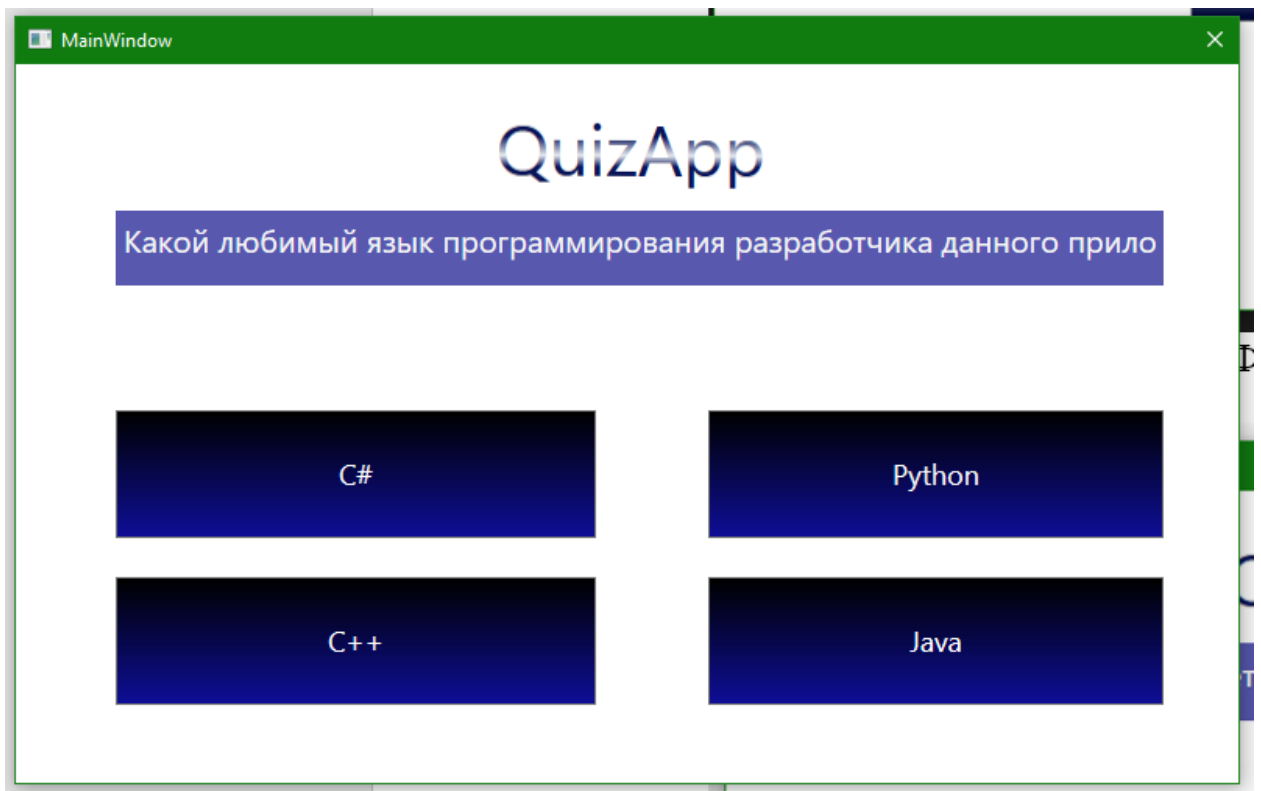 MainWindow
QuizApp
Какой любимый язык программирования разработчика данного прило
C#
Python
C++
Java